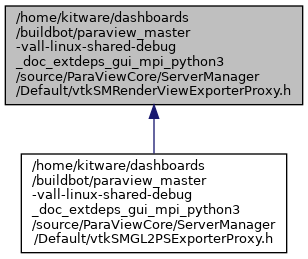 /home/kitware/dashboards
/buildbot/paraview_master
-vall-linux-shared-debug
_doc_extdeps_gui_mpi_python3
/source/ParaViewCore/ServerManager
/Default/vtkSMRenderViewExporterProxy.h
/home/kitware/dashboards
/buildbot/paraview_master
-vall-linux-shared-debug
_doc_extdeps_gui_mpi_python3
/source/ParaViewCore/ServerManager
/Default/vtkSMGL2PSExporterProxy.h